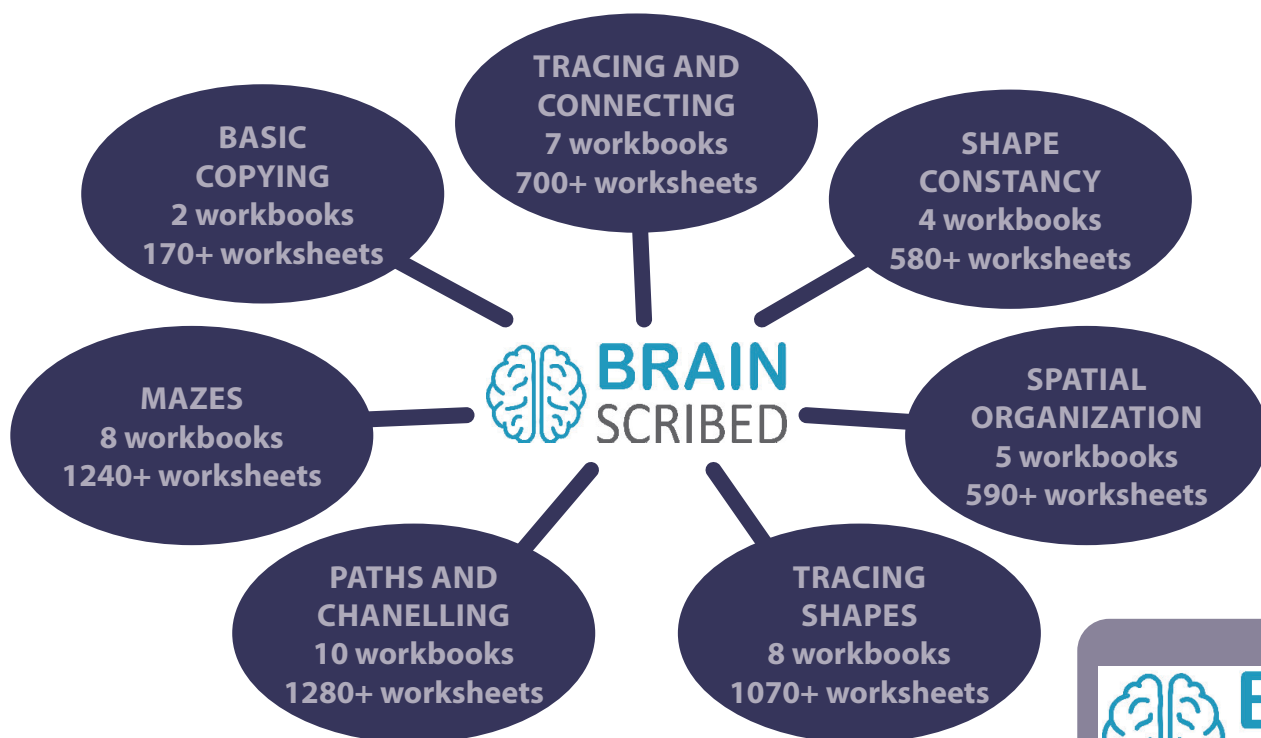 TRACING AND
CONNECTING
7 workbooks
700+ worksheets
BASIC
COPYING
2 workbooks
170+ worksheets
SHAPE
CONSTANCY
4 workbooks
580+ worksheets
MAZES
8 workbooks
1240+ worksheets
BRAIN
SCRIBED
SPATIAL
ORGANIZATION
5 workbooks
590+ worksheets
PATHS AND
CHANELLING
10 workbooks
1280+ worksheets
TRACING
SHAPES
8 workbooks
1070+ worksheets